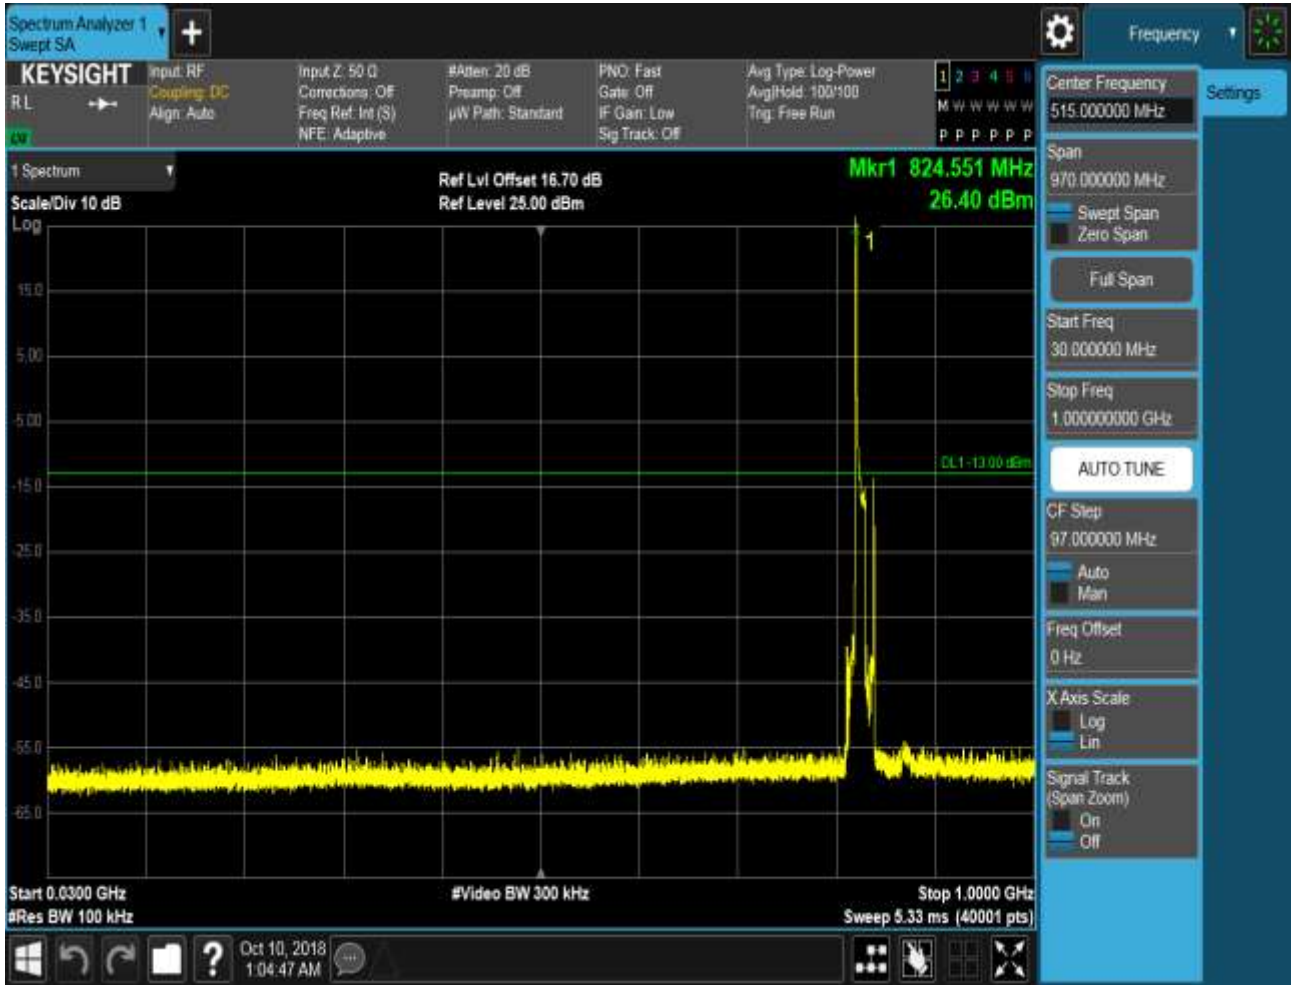 Spectrum Analyzer 1
Swept SA
Frequency
KEYSIGHT
R L
LW
Input: RF
Coupling: DC
Align: Auto
Input Z: 50 Ω
Corrections: Off
Freq Ref: Int (S)
NFE: Adaptive
#Atten: 20 dB
Preamp: Off
µW Path: Standard
PNO: Fast
Gate: Off
IF Gain: Low
Sig Track: Off
Avg Type: Log-Power
Avg|Hold: 100/100
Trig: Free Run
1 2 3 4 5 6
M W W W W W
P P P P P P
1 Spectrum
Scale/Div 10 dB
Log
Ref Lvl Offset 16.70 dB
Ref Level 25.00 dBm
Mkr1 824.551 MHz
26.40 dBm
1
15.0
5.00
-5.00
DL1 -13.00 dBm
-15.0
-25.0
-35.0
-45.0
-55.0
-65.0
Start 0.0300 GHz
#Video BW 300 kHz
Stop 1.0000 GHz
#Res BW 100 kHz
Sweep 5.33 ms (40001 pts)
?
Oct 10, 2018
1:04:47 AM
Center Frequency
515.000000 MHz
Settings
Span
970.000000 MHz
Swept Span
Zero Span
Full Span
Start Freq
30.000000 MHz
Stop Freq
1.000000000 GHz
AUTO TUNE
CF Step
97.000000 MHz
Auto
Man
Freq Offset
0 Hz
X Axis Scale
Log
Lin
Signal Track
(Span Zoom)
On
Off